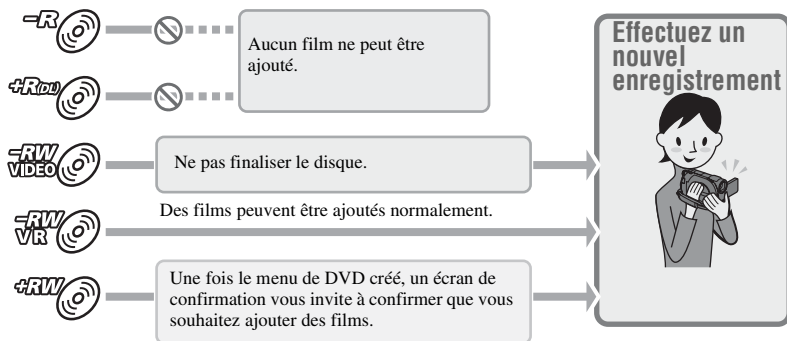 -R
Aucun film ne peut être
ajouté.
+R(DL)
-RW
VIDEO
Ne pas finaliser le disque.
Des films peuvent être ajoutés normalement.
-RW
VR
+RW
Une fois le menu de DVD créé, un écran de
confirmation vous invite à confirmer que vous
souhaitez ajouter des films.
Effectuez un
nouvel
enregistrement